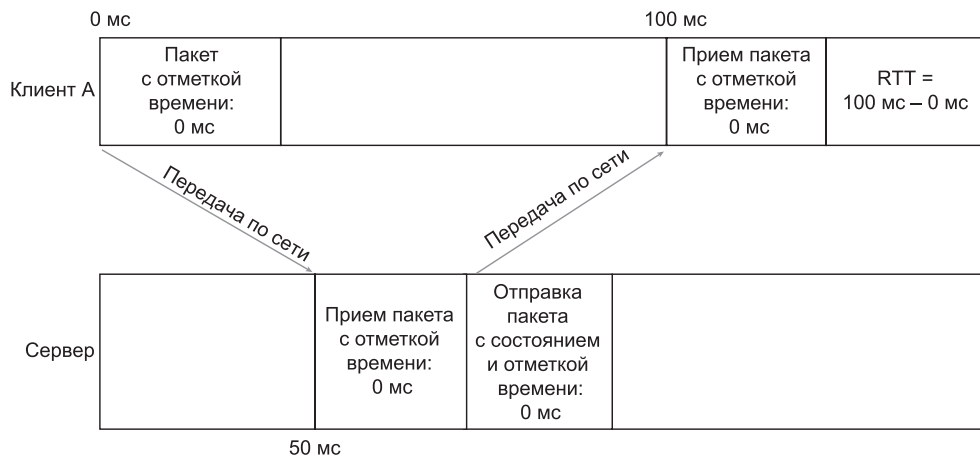 0 мс
100 мс
Клиент А
Пакет
с отметкой
времени:
0 мс
Прием пакета
с отметкой
времени:
0 мс
RTT =
100 мс – 0 мс
Передача по сети
Передача по сети
Сервер
Прием пакета
с отметкой
времени:
0 мс
Отправка
пакета
с состоянием
и отметкой
времени:
0 мс
50 мс